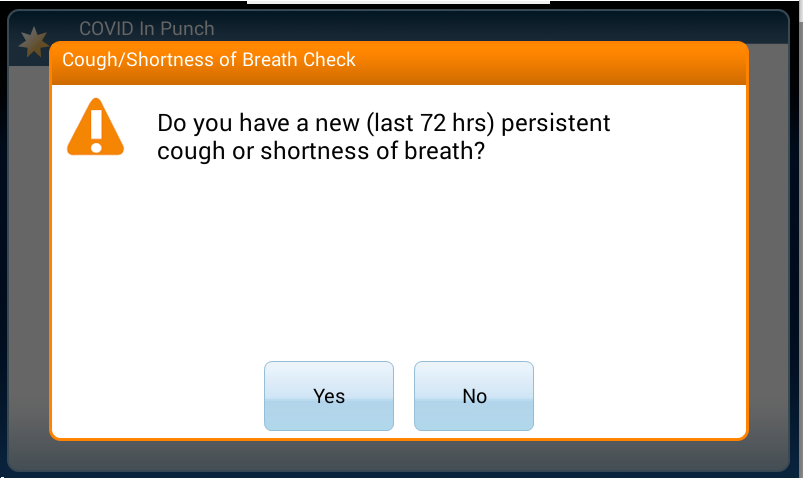 COVID In Punch
Cough/Shortness of Breath Check
Do you have a new (last 72 hrs) persistent
cough or shortness of breath?
Yes
No